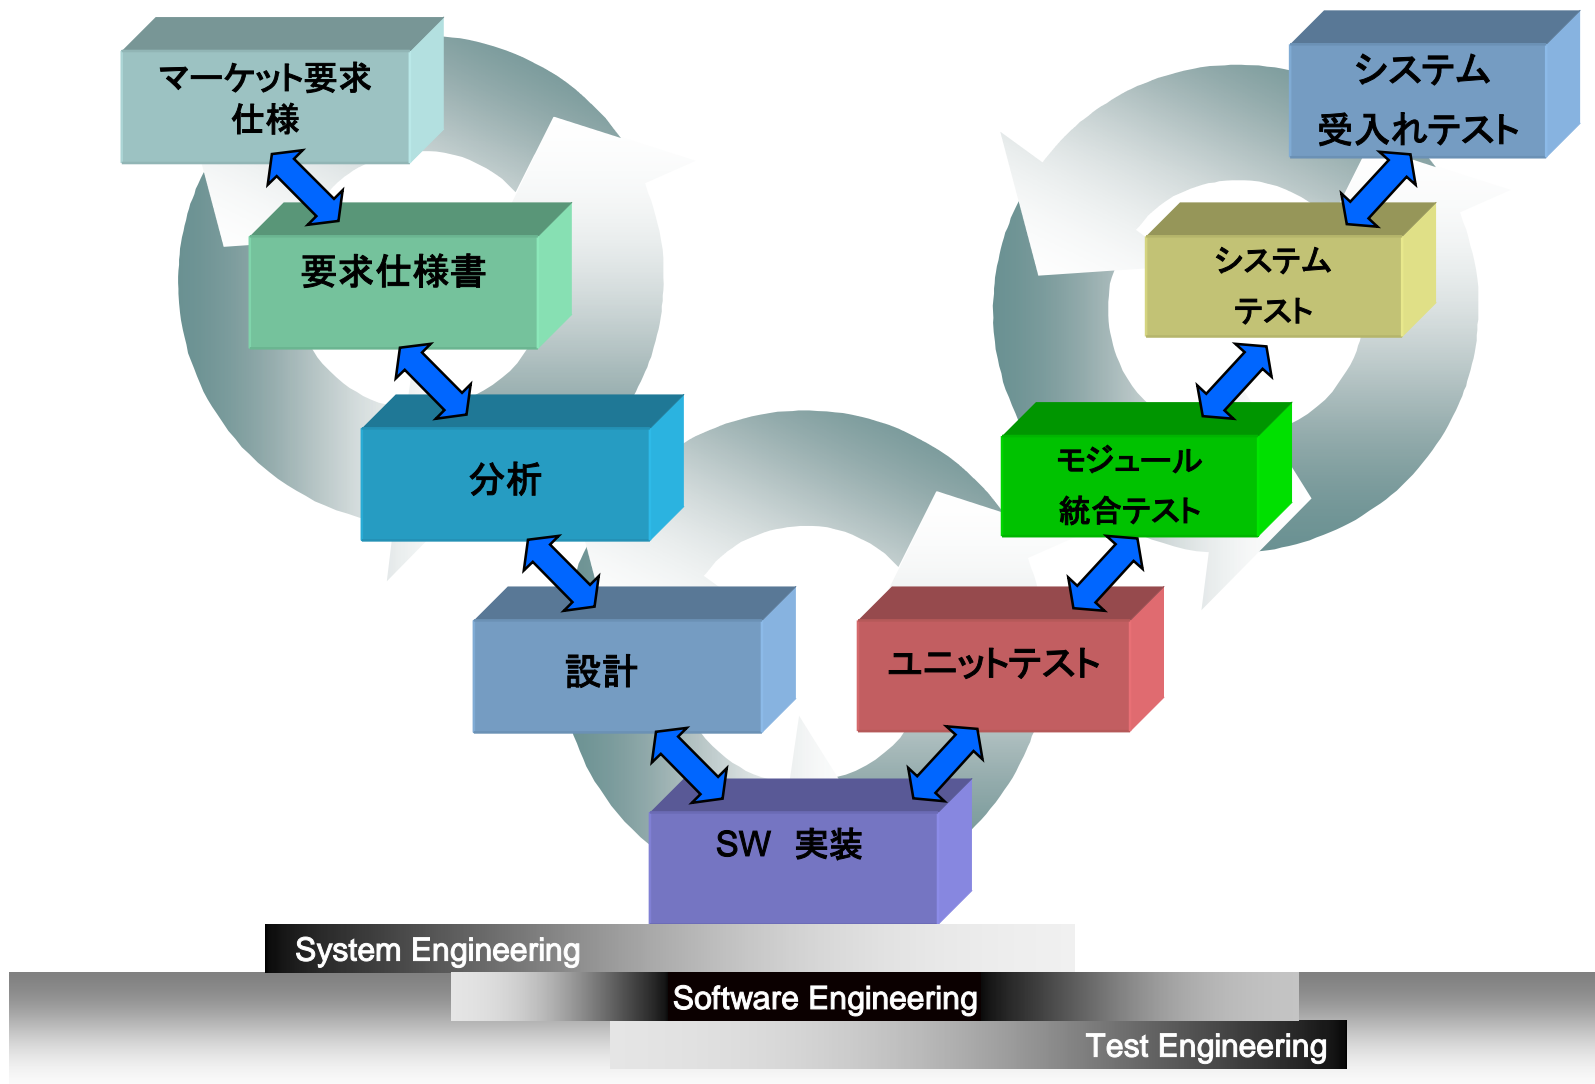 マーケット要求
仕様
システム
受入れテスト
要求仕様書
システム
テスト
分析
モジュール
統合テスト
設計
ユニットテスト
SW 実装
System Engineering
Software Engineering
Test Engineering